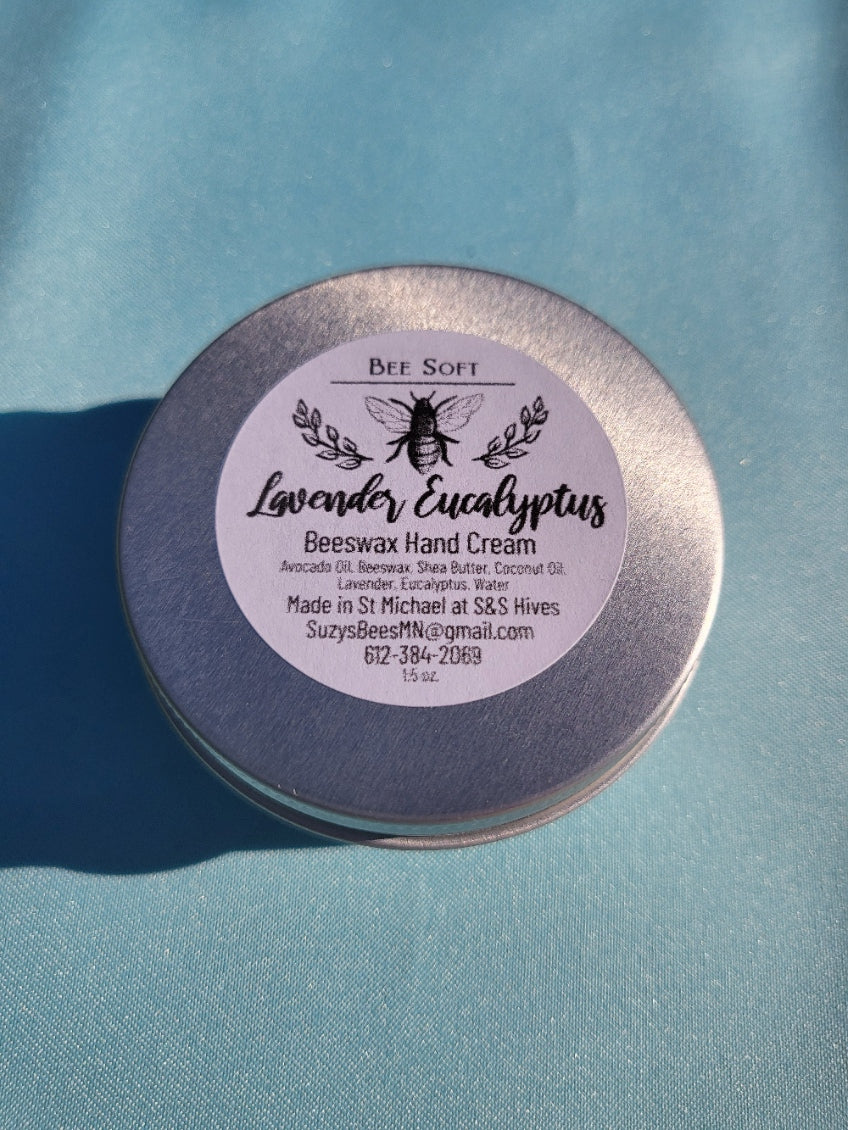 BEE SOFT
Lavender Eucalyptus
Beeswax Hand Cream
Avocado Oil, Beeswax, Shea Butter, Coconut Oil,
Lavender, Eucalyptus, Water
Made in St Michael at S&S Hives
SuzysBeesMN@gmail.com
612-384-2069
1.5 oz.